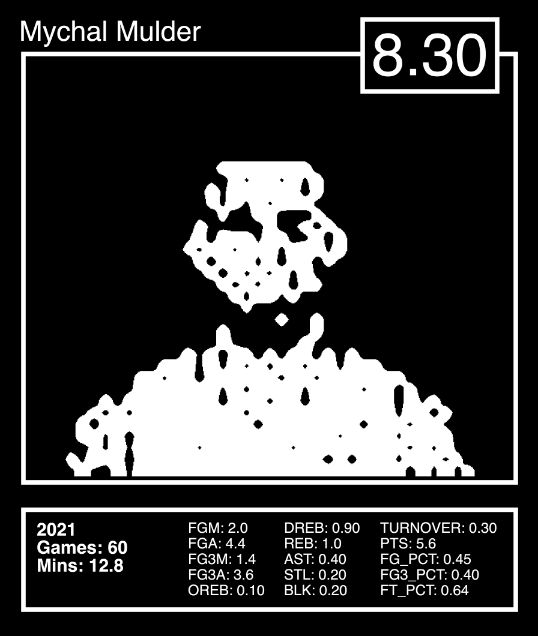 Mychal Mulder
8.30
2021
Games: 60
Mins: 12.8
FGM: 2.0
FGA: 4.4
FG3M: 1.4
FG3A: 3.6
OREB: 0.10
DREB: 0.90
REB: 1.0
AST: 0.40
STL: 0.20
BLK: 0.20
TURNOVER: 0.30
PTS: 5.6
FG_PCT: 0.45
FG3_PCT: 0.40
FT_PCT: 0.64